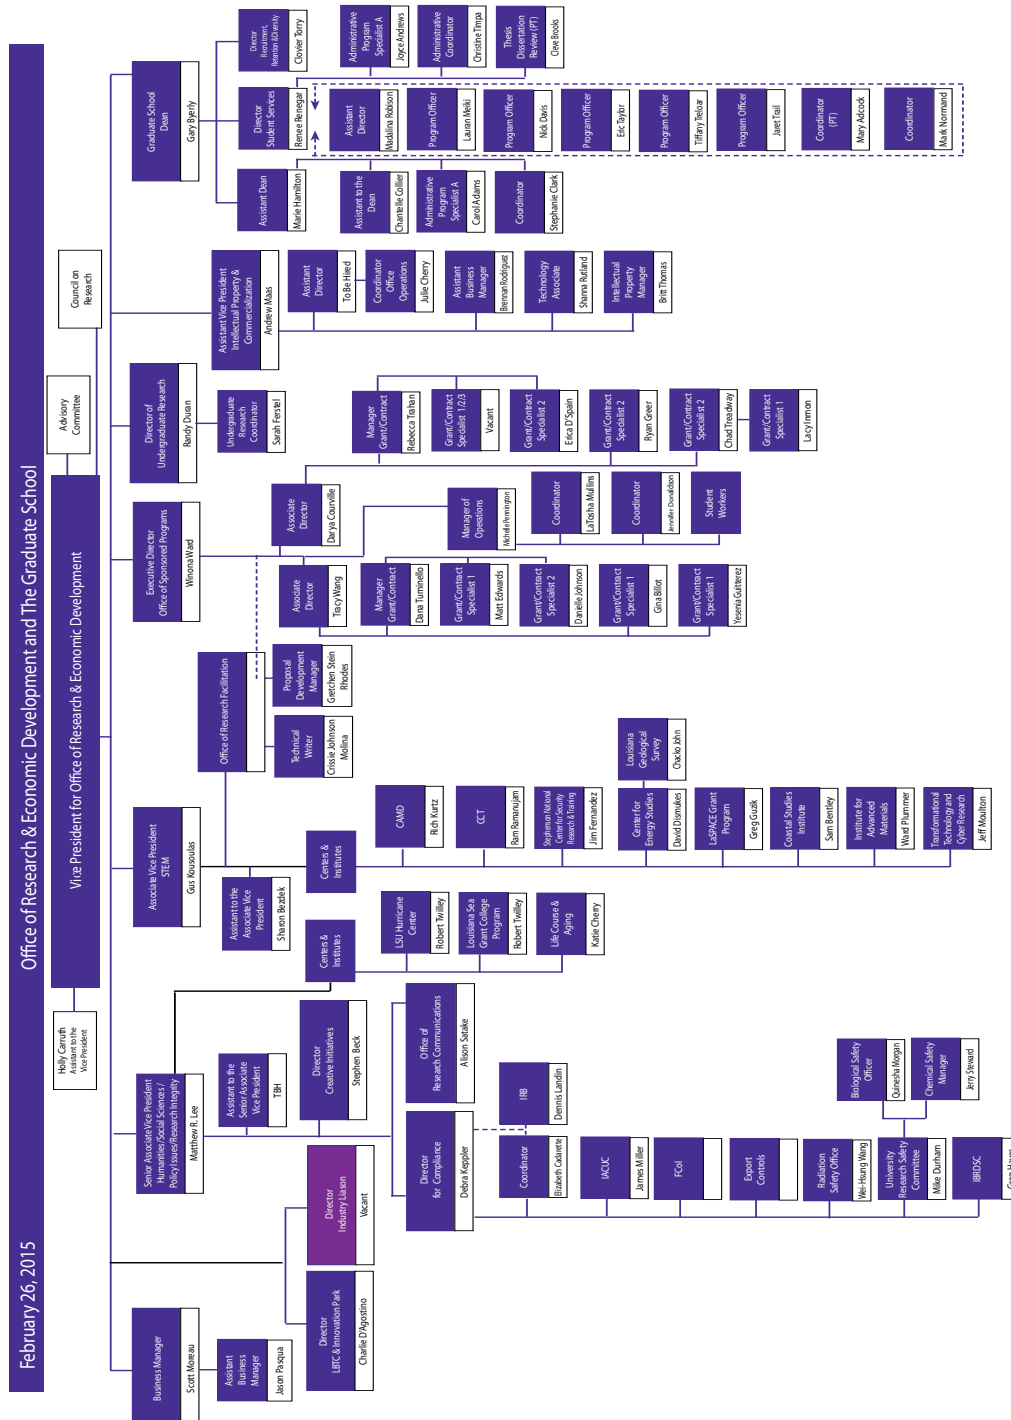 February 26, 2015
Office of Research & Economic Development and The Graduate School
Holly Carruth
Assistant to the
Vice President
Vice President for Office of Research & Economic Development
Advisory
Committee
Council on
Research
Business Manager
Scott Moreau
Assistant
Business
Manager
Jason Pasqua
Director
LBTC & Innovation Park
Charlie D'Agostino
Director
Industry Liason
Vacant
Senior Associate Vice President
Humanities/Social Sciences /
Policy Issues/Research Integrity
Matthew R. Lee
Assistant to the
Senior Associate
Vice President
TBH
Director
Creative Initiatives
Stephen Beck
Director
for Compliance
Debra Keppler
Office of
Research Communications
Alison Satake
Coordinator
Elizabeth Cadarette
IRB
Dennis Landin
IACUC
James Miller
FCoI
Export
Controls
Radiation
Safety Office
Wei-Hsung Wang
University
Research Safety
Committee
Mike Durham
Biological Safety
Officer
Quinesha Morgan
Chemical Safety
Manager
Jerry Steward
IBRDSC
Centers &
Institutes
LSU Hurricane
Center
Robert Twilley
Louisiana Sea
Grant College
Program
Robert Twilley
Life Course &
Aging
Katie Cherry
Associate Vice President
STEM
Gus Kousoulas
Assistant to the
Associate Vice
President
Sharon Bezdek
Centers &
Institutes
CAMD
Rich Kurtz
CCT
Ram Ramanujam
Stephenson National
Center for Security
Research & Training
Jim Fernandez
Center for
Energy Studies
David Dismukes
Louisiana
Geological
Survey
Chacko John
LaSPACE Grant
Program
Greg Guzik
Coastal Studies
Institute
Sam Bentley
Institure for
Advanced
Materials
Ward Plummer
Transformational
Technology and
Cyber Research
Jeff Moulton
Office of Research Facilitation
Technical
Writer
Crissie Johnson
Molina
Proposal
Development
Manager
Gretchen Stein
Rhodes
Executive Director
Office of Sponsored Programs
Winona Ward
Associate
Director
Tracy Wang
Manager
Grant/Contract
Dana Tuminello
Grant/Contract
Specialist 1
Matt Edwards
Grant/Contract
Specialist 2
Danielle Johnson
Grant/Contract
Specialist 1
Gina Billot
Grant/Contract
Specialist 1
Yesenia Guitterez
Manager of
Operations
Michelle Pennington
Coordinator
LaTosha Mullins
Coordinator
Jennifer Donaldson
Student
Workers
Associate
Director
Darya Courville
Manager
Grant/Contract
Rebecca Trahan
Grant/Contract
Specialist 1/2/3
Vacant
Grant/Contract
Specialist 2
Erica D'Spain
Grant/Contract
Specialist 2
Ryan Greer
Grant/Contract
Specialist 2
Chad Treadway
Grant/Contract
Specialist 1
Lacy Inmon
Director of
Undergraduate Research
Randy Duran
Undergraduate
Research
Coordinator
Sarah Ferstel
Assistant Vice President
Intellectual Property &
Commercialization
Andrew Maas
Assistant
Director
To Be Hired
Coordinator
Office
Operations
Julie Cherry
Assistant
Business
Manager
Brennan Rodriguez
Technology
Associate
Shanna Rutland
Intellectual
Property
Manager
Britt Thomas
Graduate School
Dean
Gary Byerly
Assistant Dean
Marie Hamilton
Assistant to the
Dean
Chantelle Collier
Administrative
Program
Specialist A
Carol Adams
Coordinator
Stephanie Clark
Director
Student Services
Renee Renegar
Assistant
Director
Madalina Robison
Program Officer
Lauran Meiki
Program Officer
Nick Davis
Program Officer
Eric Taylor
Program Officer
Tiffany Treloar
Program Officer
Jaret Trail
Coordinator
(PT)
Mary Adcock
Coordinator
Mark Normand
Director
Recruitment,
Retention & Diversity
Clovier Torry
Administrative
Program
Specialist A
Joyce Andrews
Administrative
Coordinator
Christine Timpa
Thesis
Dissertation
Review (PT)
Clee Brooks